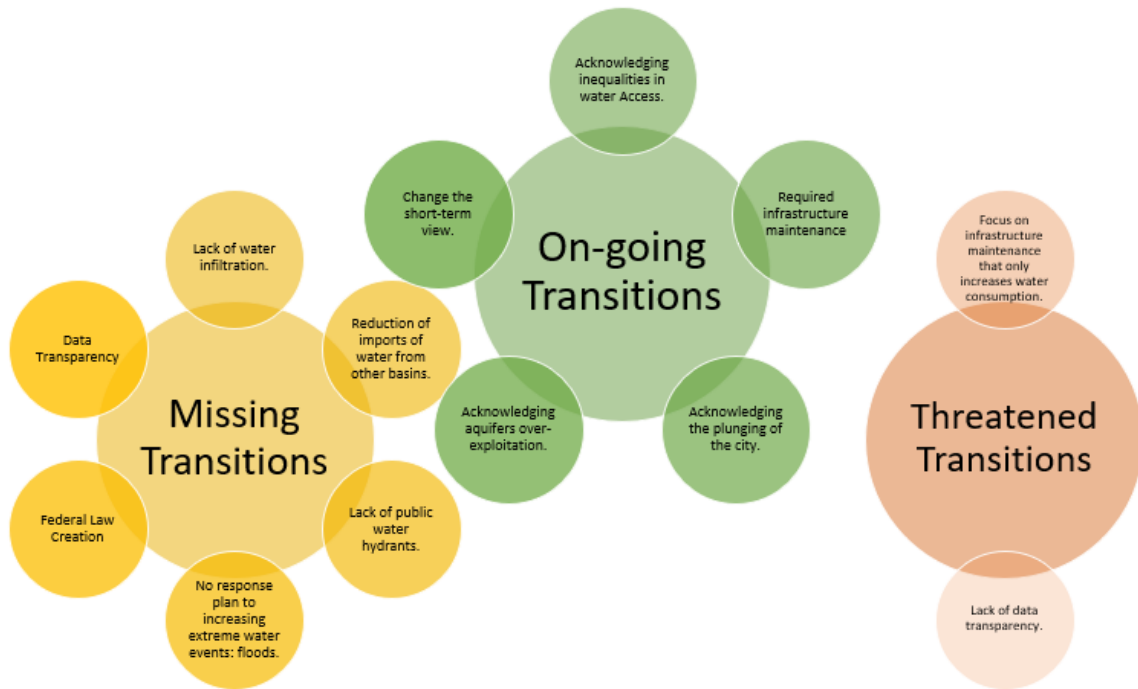 Acknowledging
inequalities in
water Access.
Change the
short-term
view.
Required
infrastructure
maintenance
On-going
Transitions
Acknowledging
aquifers over-
exploitation.
Acknowledging
the plunging of
the city.
Lack of water
infiltration.
Data
Transparency
Reduction of
imports of
water from
other basins.
Missing
Transitions
Federal Law
Creation
Lack of public
water
hydrants.
No response
plan to
increasing
extreme water
events: floods.
Focus on
infrastructure
maintenance
that only
increases water
consumption.
Threatened
Transitions
Lack of data
transparency.